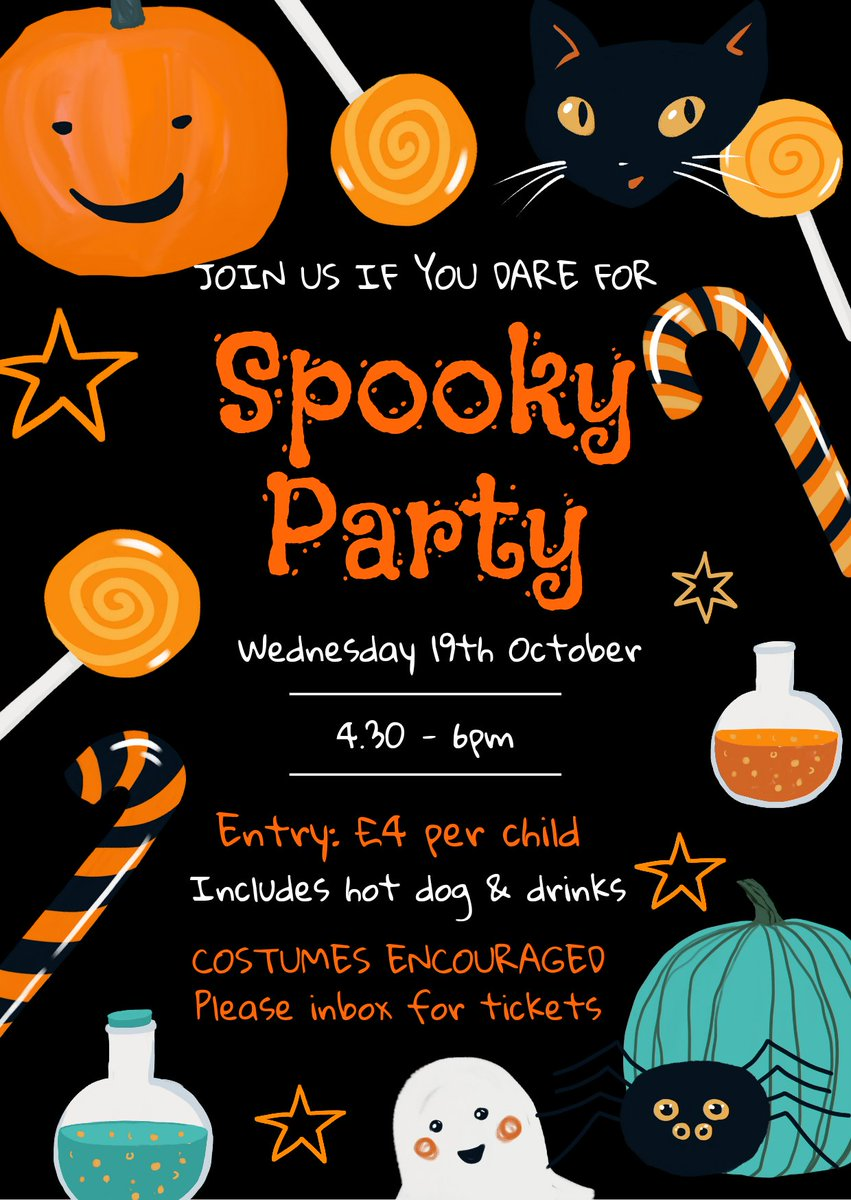 JOIN US IF YOU DARE FOR
Spooky
Party
Wednesday 19th October
4.30 - 6pm
Entry: £4 per child
Includes hot dog & drinks
COSTUMES ENCOURAGED
Please inbox for tickets